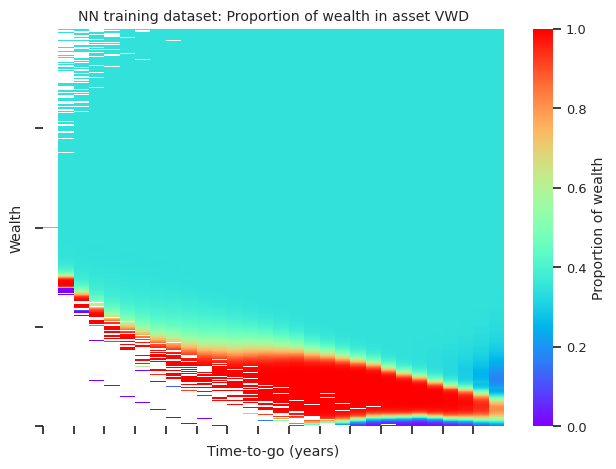 NN training dataset: Proportion of wealth in asset VWD
Wealth
Time-to-go (years)
1.0
0.8
0.6
0.4
0.2
0.0
Proportion of wealth